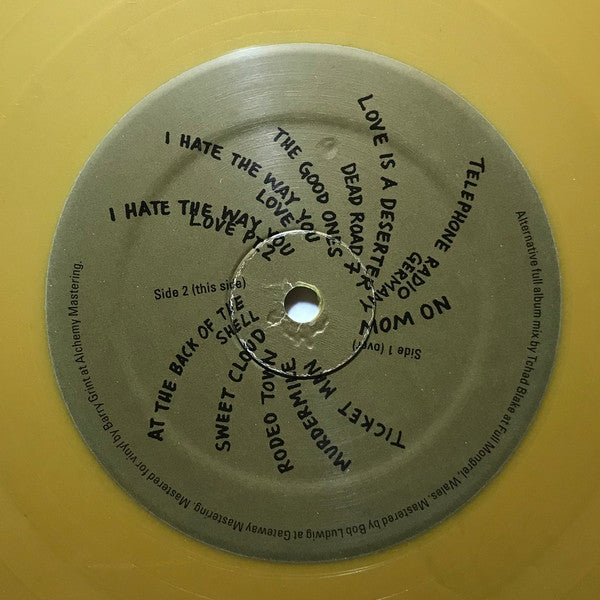 NO WOW
LOVE IS A DESERTER
DEAD ROAD 7
THE GOOD ONES
I HATE THE WAY YOU
LOVE
I HATE THE WAY YOU
LOVE PT.2
TELEPHONE RADIO
GERMANY
Side 2 (this side)
AT THE BACK OF THE
SHELL
SWEET CLOUD
RODEO TOWN
MURDERMILE
TICKET MAN
Side 1 (over)
Alternative full album mix by Tchad Blake at Full Mongrel, Wales. Mastered by Bob Ludwig at Gateway Mastering. Mastered for vinyl by Barry Grint at Alchemy Mastering.